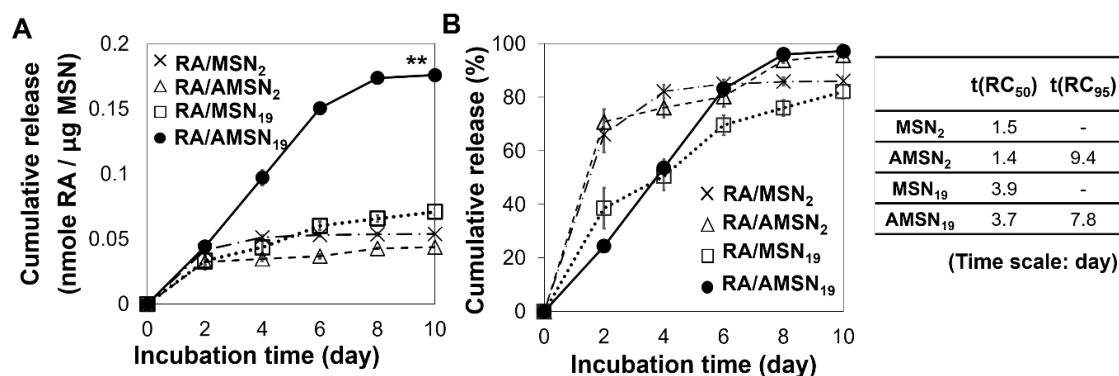 A
Cumulative release
(nmole RA / µg MSN)
0.2
0.15
0.1
0.05
0
RA/MSN₂
RA/AMSN₂
RA/MSN₁₉
RA/AMSN₁₉
**
0 2 4 6 8 10
Incubation time (day)
B
Cumulative release (%)
100
80
60
40
20
0
RA/MSN₂
RA/AMSN₂
RA/MSN₁₉
RA/AMSN₁₉
0 2 4 6 8 10
Incubation time (day)
t(RC₅₀) t(RC₉₅)
MSN₂ 1.5 -
AMSN₂ 1.4 9.4
MSN₁₉ 3.9 -
AMSN₁₉ 3.7 7.8
(Time scale: day)